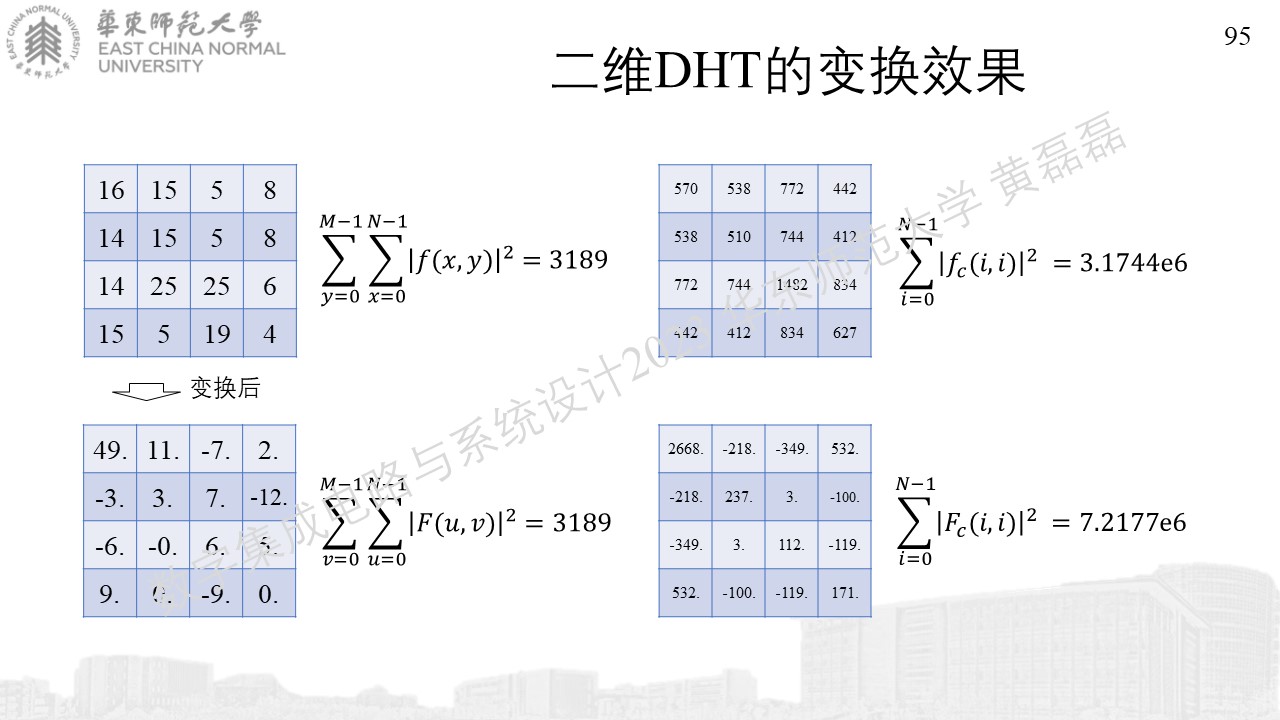 華東師範大學
EAST CHINA NORMAL
UNIVERSITY
95
二维DHT的变换效果
16 15 5 8
14 15 5 8
14 25 25 6
15 5 19 4
M−1 N−1
∑ ∑ |f(x, y)|² = 3189
y=0 x=0
570 538 772 442
538 510 744 412
772 744 1482 834
442 412 834 627
N−1
∑ |f_c(i, i)|² = 3.1744e6
i=0
变换后
49. 11. -7. 2.
-3. 3. 7. -12.
-6. -0. 6. 5.
9. -9. 0.
M−1 N−1
∑ ∑ |F(u, v)|² = 3189
v=0 u=0
2668. -218. -349. 532.
-218. 237. 3. -100.
-349. 3. 112. -119.
532. -100. -119. 171.
N−1
∑ |F_c(i, i)|² = 7.2177e6
i=0
数字集成电路与系统设计2023 华东师范大学 黄磊磊
EAST CHINA NORMAL UNIVERSITY
華東师范大学